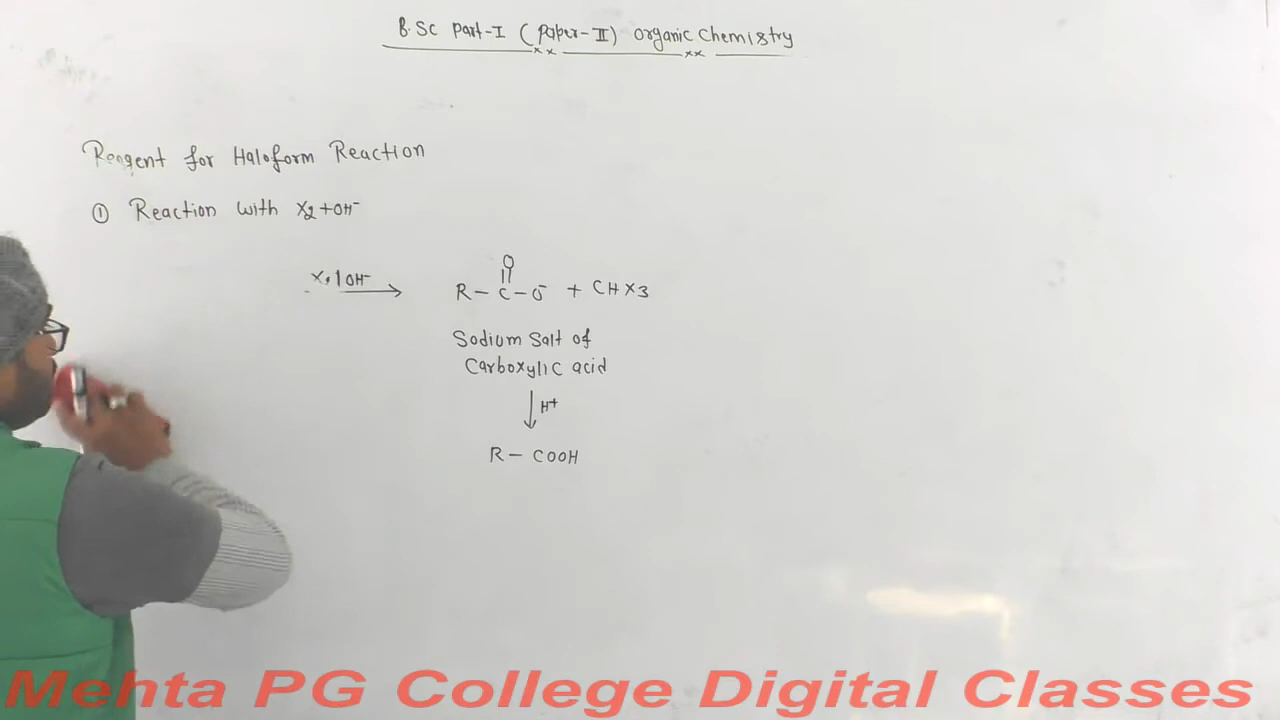 B.Sc Part-I (Paper-II) Organic Chemistry
Reagent for Haloform Reaction
① Reaction with X2+OH-
X2/OH-
O
R-C-O- + CHX3
Sodium Salt of
Carboxylic acid
H+
R-COOH
Mehta PG College Digital Classes